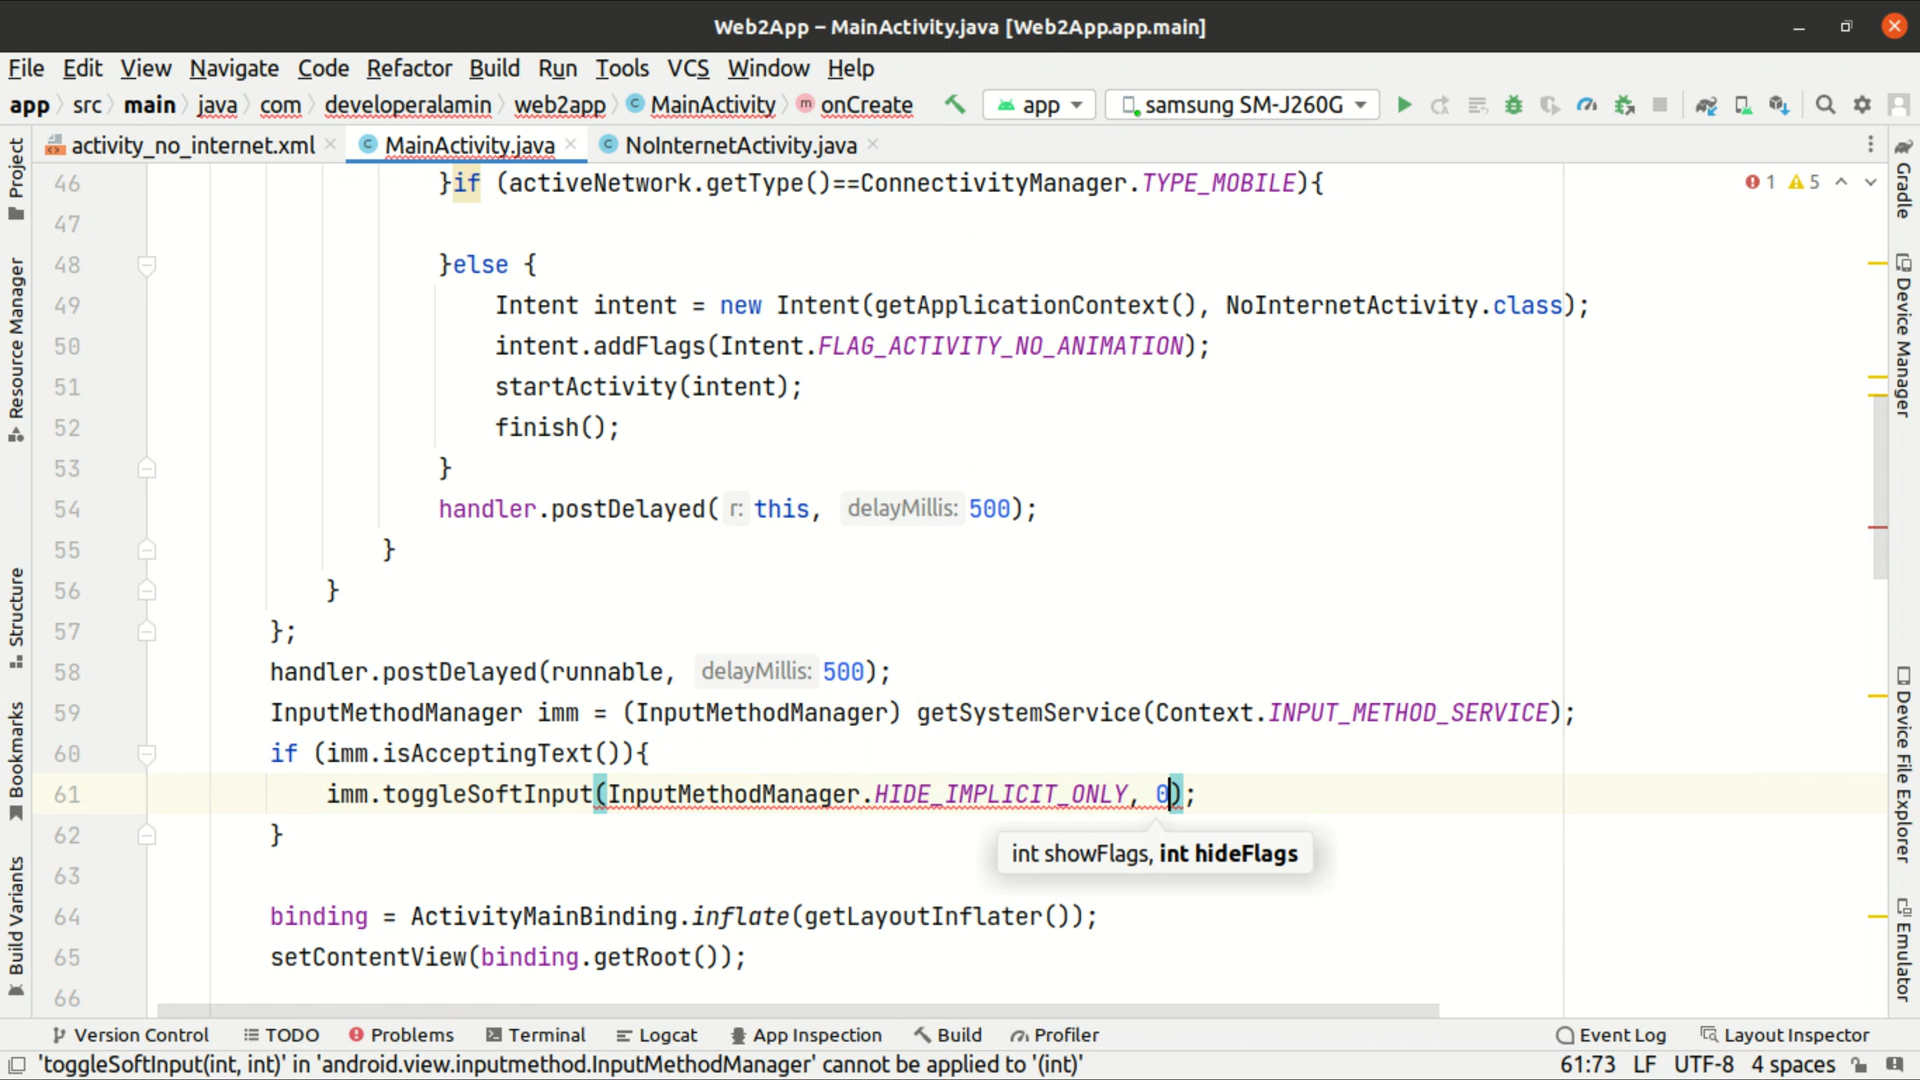 Web2App – MainActivity.java [Web2App.app.main]
File Edit View Navigate Code Refactor Build Run Tools VCS Window Help
app src main java com developeralamin web2app MainActivity onCreate app samsung SM-J260G
activity_no_internet.xml MainActivity.java NoInternetActivity.java
46 }if (activeNetwork.getType()==ConnectivityManager.TYPE_MOBILE){ 1 5
47
48 }else {
49 Intent intent = new Intent(getApplicationContext(), NoInternetActivity.class);
50 intent.addFlags(Intent.FLAG_ACTIVITY_NO_ANIMATION);
51 startActivity(intent);
52 finish();
53 }
54 handler.postDelayed( r: this, delayMillis: 500);
55 }
56 }
57 };
58 handler.postDelayed(runnable, delayMillis: 500);
59 InputMethodManager imm = (InputMethodManager) getSystemService(Context.INPUT_METHOD_SERVICE);
60 if (imm.isAcceptingText()){
61 imm.toggleSoftInput(InputMethodManager.HIDE_IMPLICIT_ONLY, 0);
62 }
int showFlags, int hideFlags
63
64 binding = ActivityMainBinding.inflate(getLayoutInflater());
65 setContentView(binding.getRoot());
66
Project
Resource Manager
Structure
Bookmarks
Build Variants
Gradle
Device Manager
Device File Explorer
Emulator
Version Control TODO Problems Terminal Logcat App Inspection Build Profiler Event Log Layout Inspector
'toggleSoftInput(int, int)' in 'android.view.inputmethod.InputMethodManager' cannot be applied to '(int)' 61:73 LF UTF-8 4 spaces